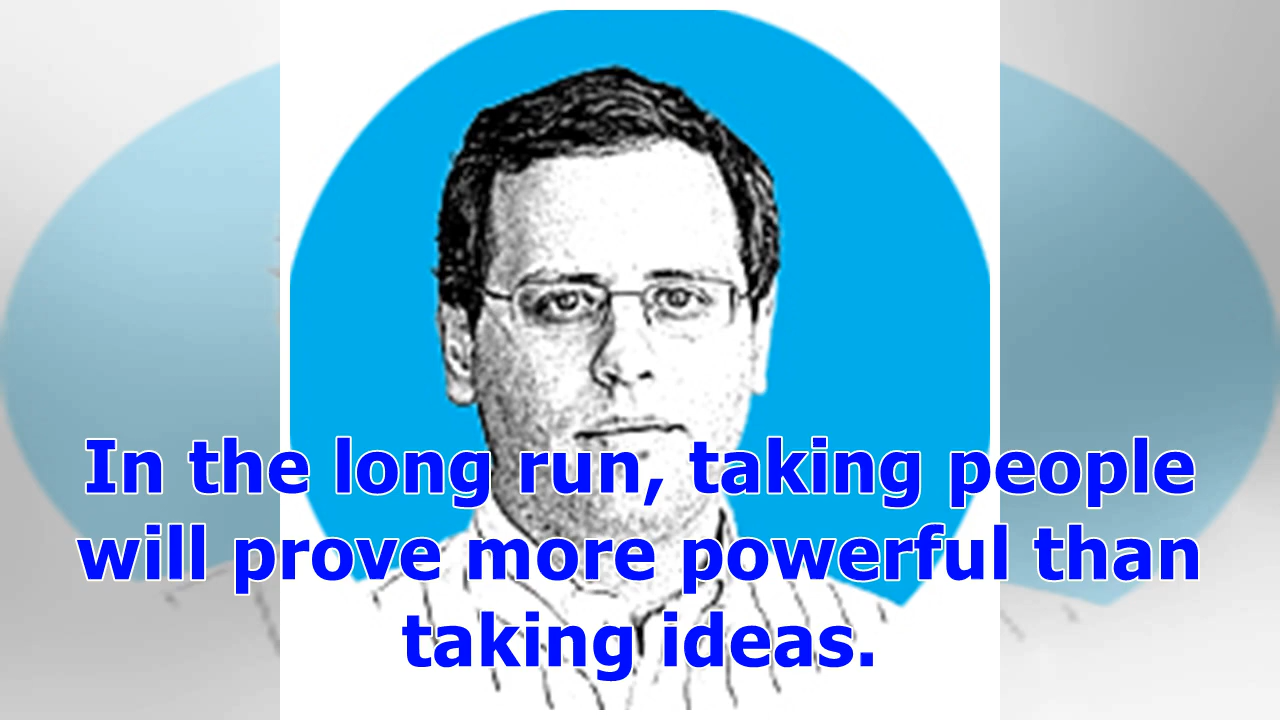 In the long run, taking people
will prove more powerful than
taking ideas.